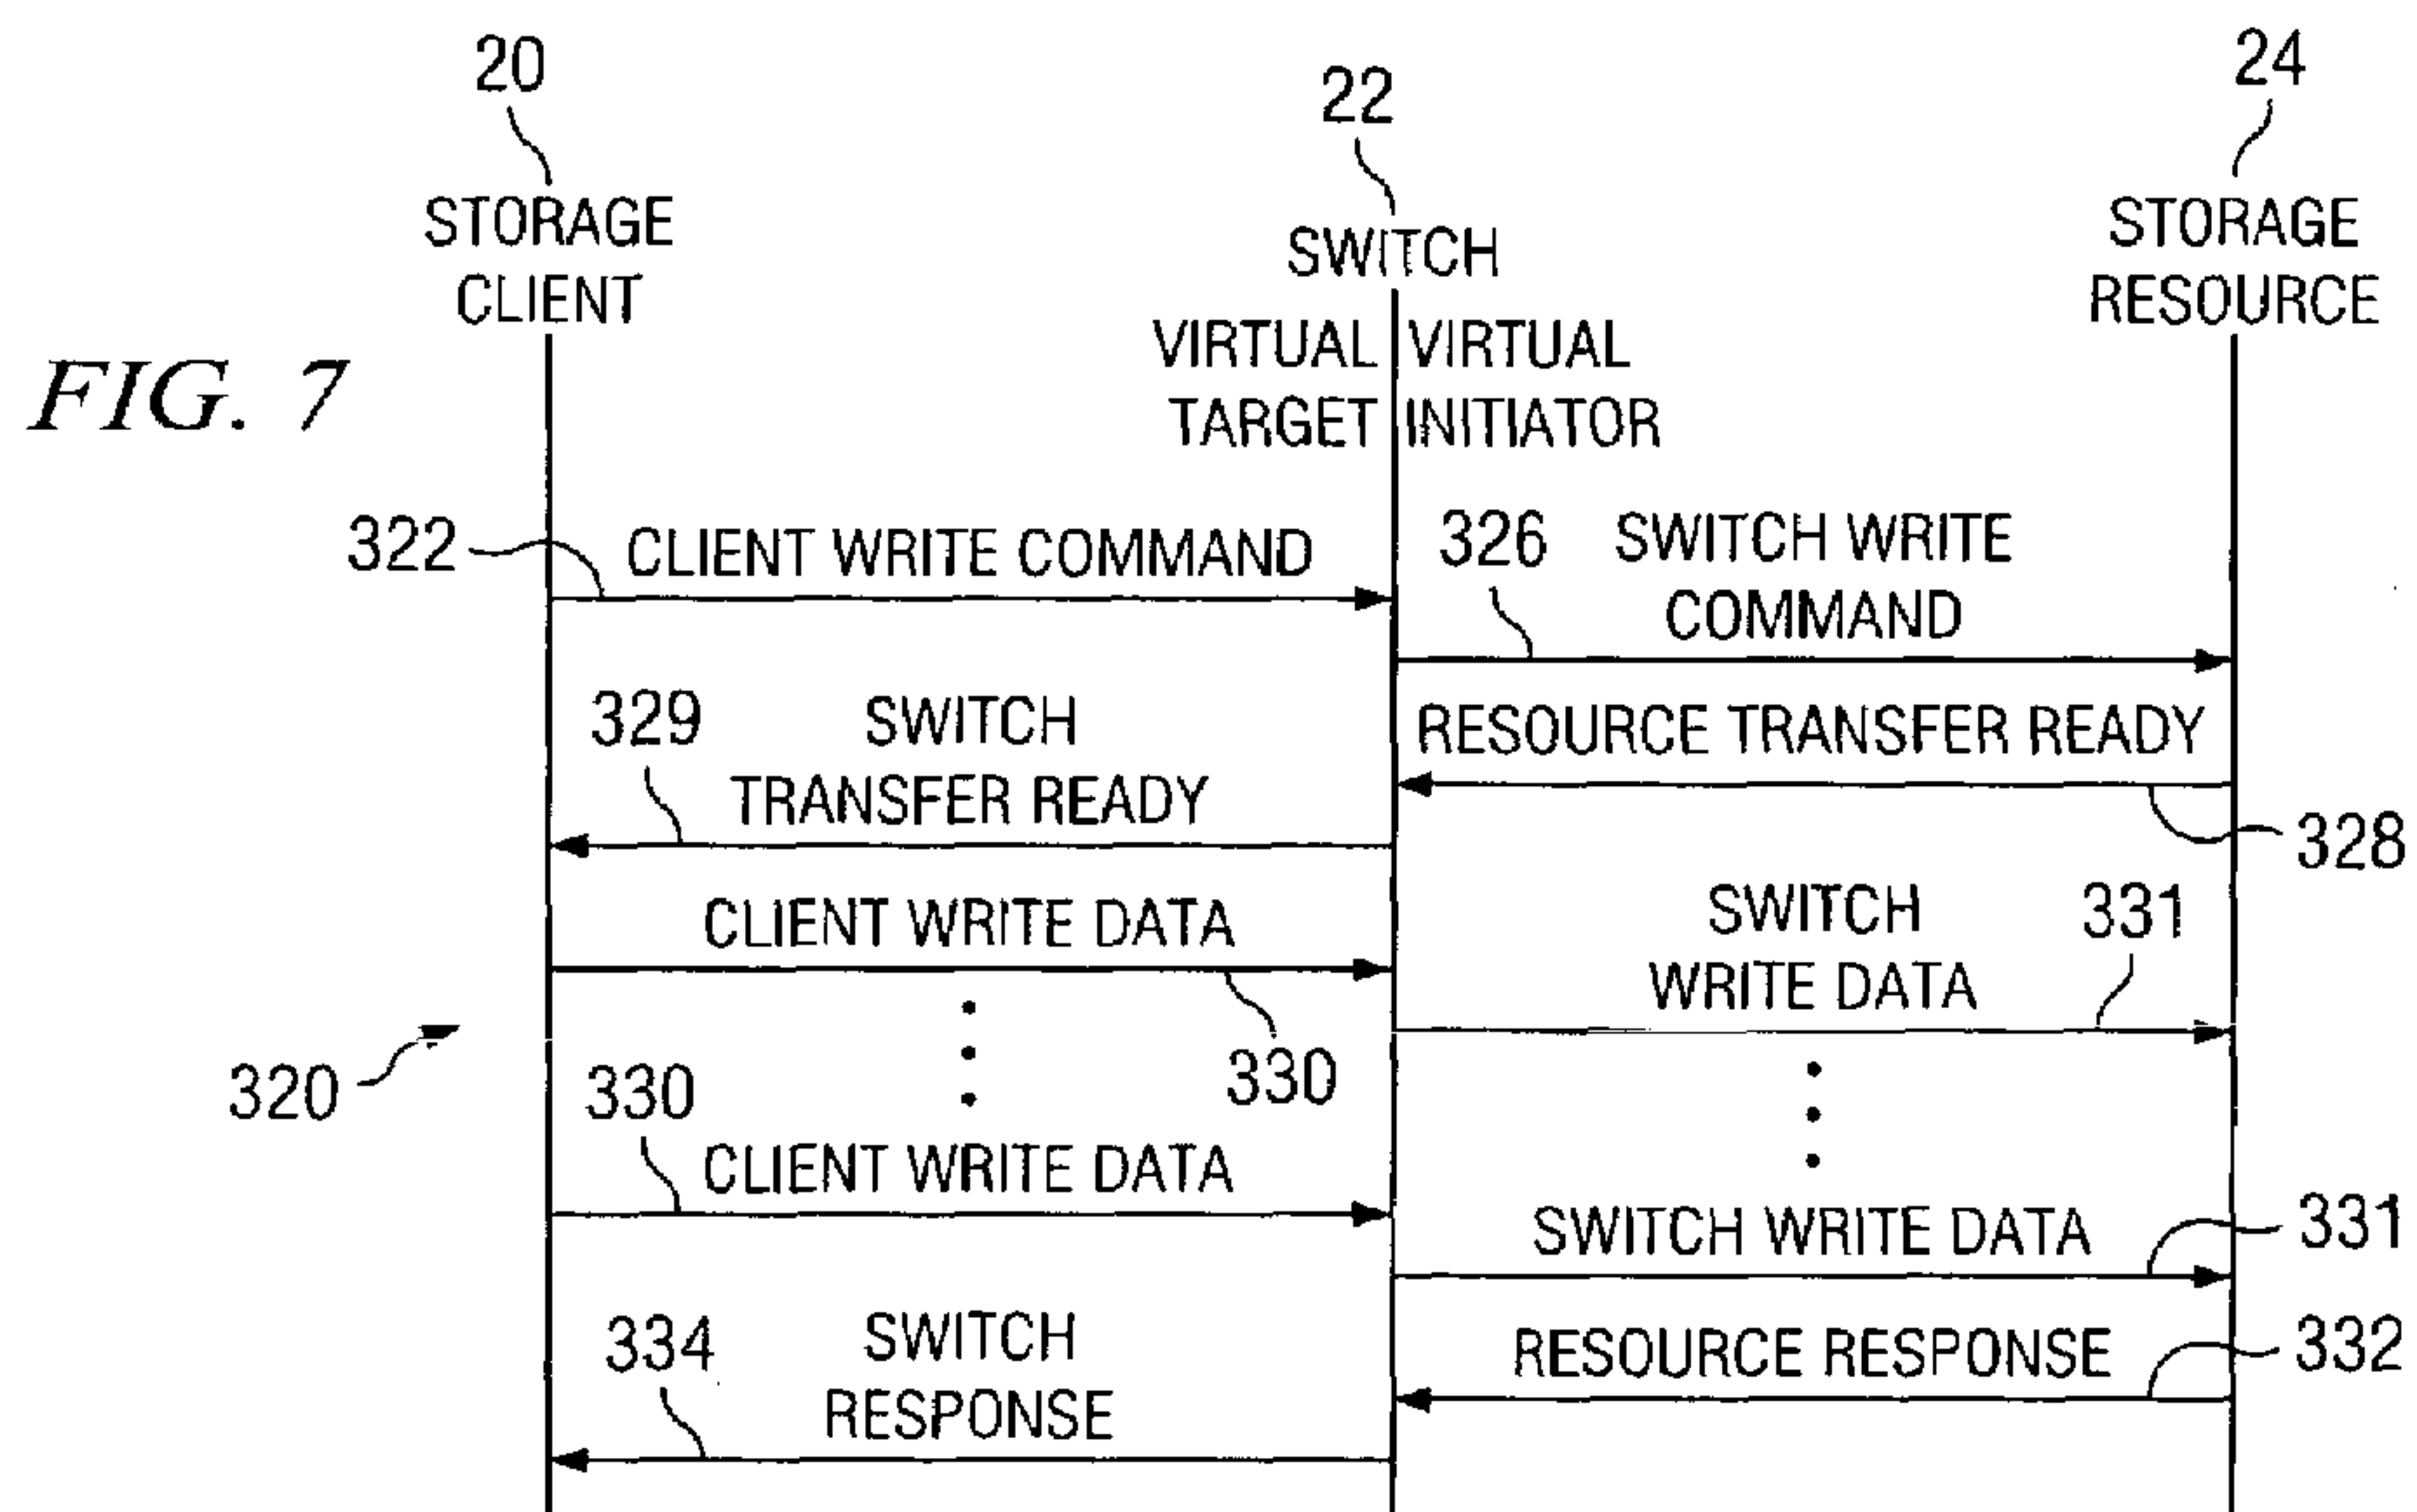 20
22
24
STORAGE
CLIENT
SWITCH
STORAGE
RESOURCE
VIRTUAL VIRTUAL
TARGET INITIATOR
FIG. 7
322
CLIENT WRITE COMMAND
326
SWITCH WRITE
COMMAND
329
SWITCH
TRANSFER READY
RESOURCE TRANSFER READY
328
CLIENT WRITE DATA
330
SWITCH
WRITE DATA
331
320
330
CLIENT WRITE DATA
SWITCH WRITE DATA
331
334
SWITCH
RESPONSE
RESOURCE RESPONSE
332